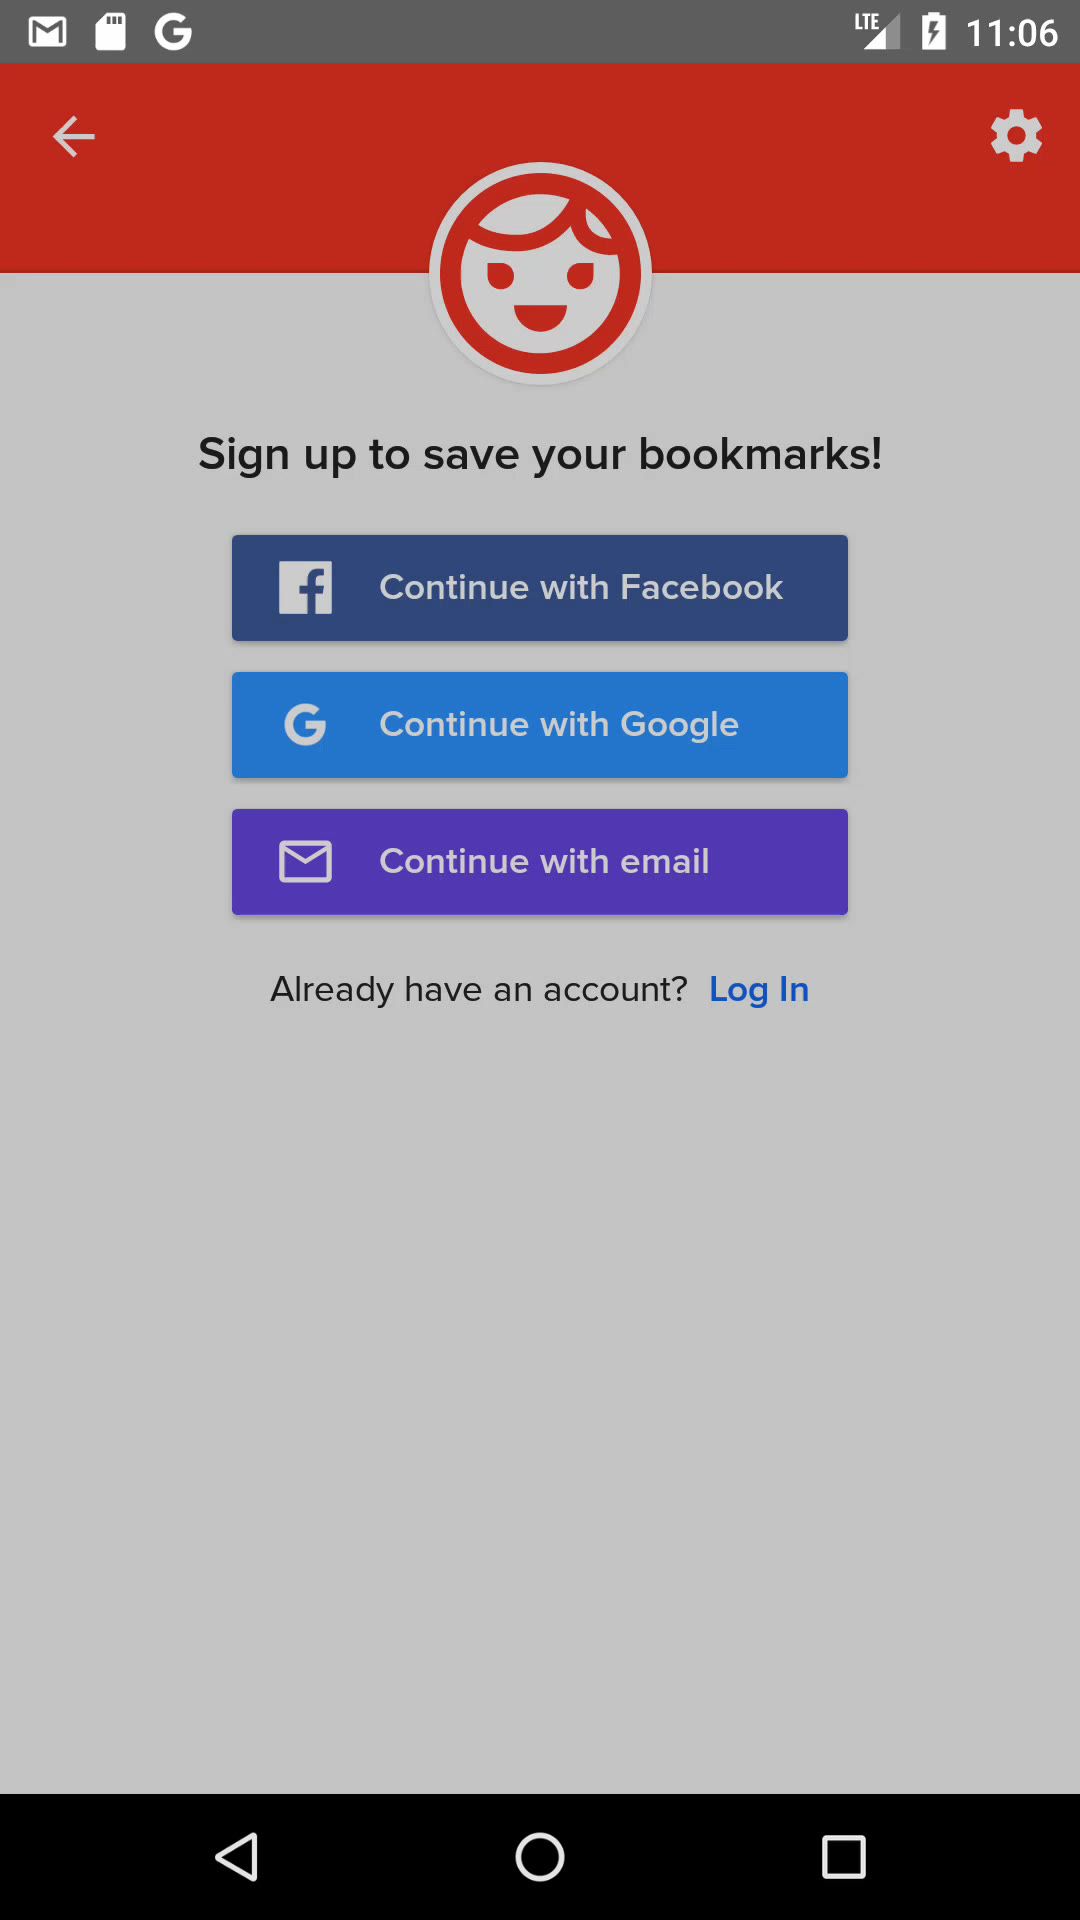 LTE 11:06
Sign up to save your bookmarks!
Continue with Facebook
Continue with Google
Continue with email
Already have an account? Log In